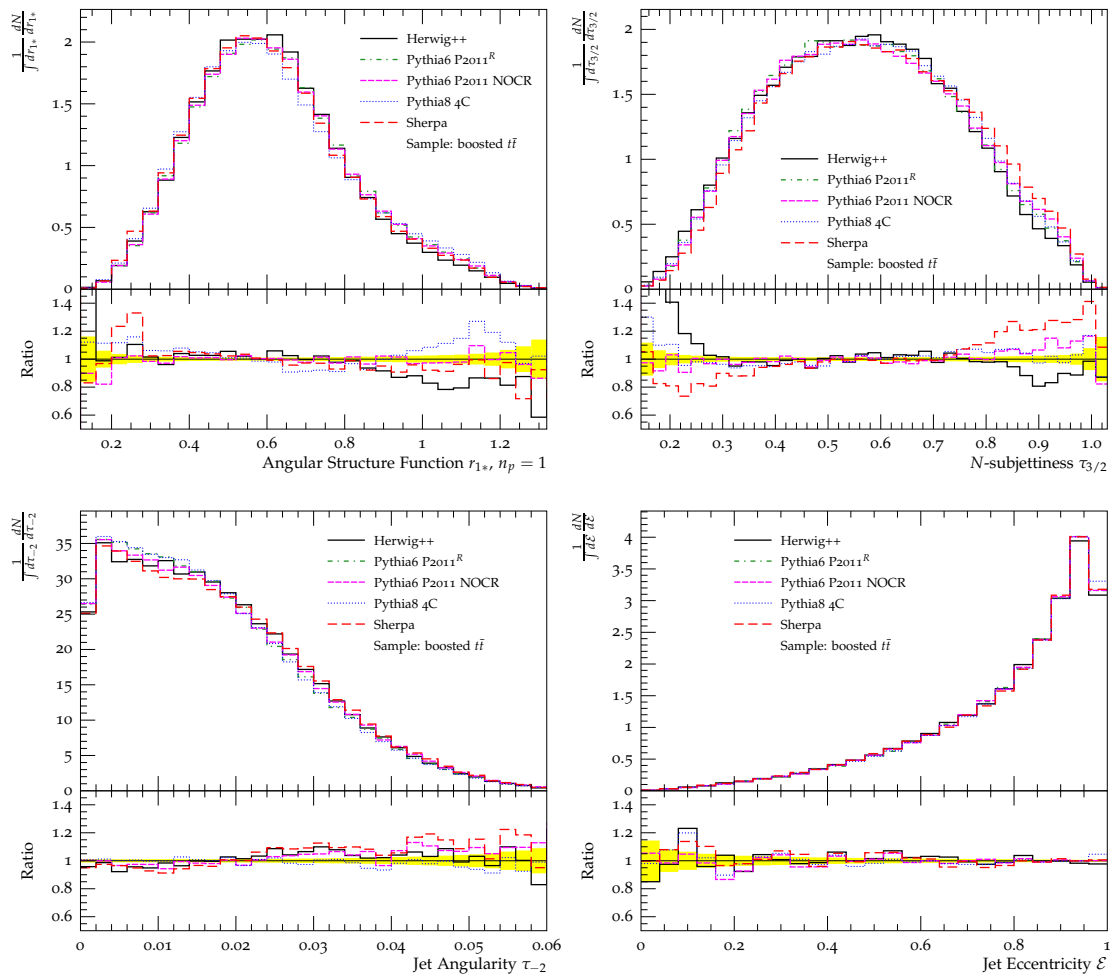 1/∫ dr₁* dN/dr₁*
2
1.5
1
0.5
0
Herwig++
Pythia6 P2011ᴿ
Pythia6 P2011 NOCR
Pythia8 4C
Sherpa
Sample: boosted tt̄
1.4
1.2
1
0.8
0.6
Ratio
0.2 0.4 0.6 0.8 1 1.2
Angular Structure Function r₁*, nₚ = 1
1/∫ dτ₃/₂ dN/dτ₃/₂
2
1.5
1
0.5
0
Herwig++
Pythia6 P2011ᴿ
Pythia6 P2011 NOCR
Pythia8 4C
Sherpa
Sample: boosted tt̄
1.4
1.2
1
0.8
0.6
Ratio
0.2 0.3 0.4 0.5 0.6 0.7 0.8 0.9 1.0
N-subjettiness τ₃/₂
1/∫ dτ₋₂ dN/dτ₋₂
35
30
25
20
15
10
5
0
Herwig++
Pythia6 P2011ᴿ
Pythia6 P2011 NOCR
Pythia8 4C
Sherpa
Sample: boosted tt̄
1.4
1.2
1
0.8
0.6
Ratio
0 0.01 0.02 0.03 0.04 0.05 0.06
Jet Angularity τ₋₂
1/∫ dℰ dN/dℰ
4
3.5
3
2.5
2
1.5
1
0.5
0
Herwig++
Pythia6 P2011ᴿ
Pythia6 P2011 NOCR
Pythia8 4C
Sherpa
Sample: boosted tt̄
1.4
1.2
1
0.8
0.6
Ratio
0 0.2 0.4 0.6 0.8 1
Jet Eccentricity ℰ